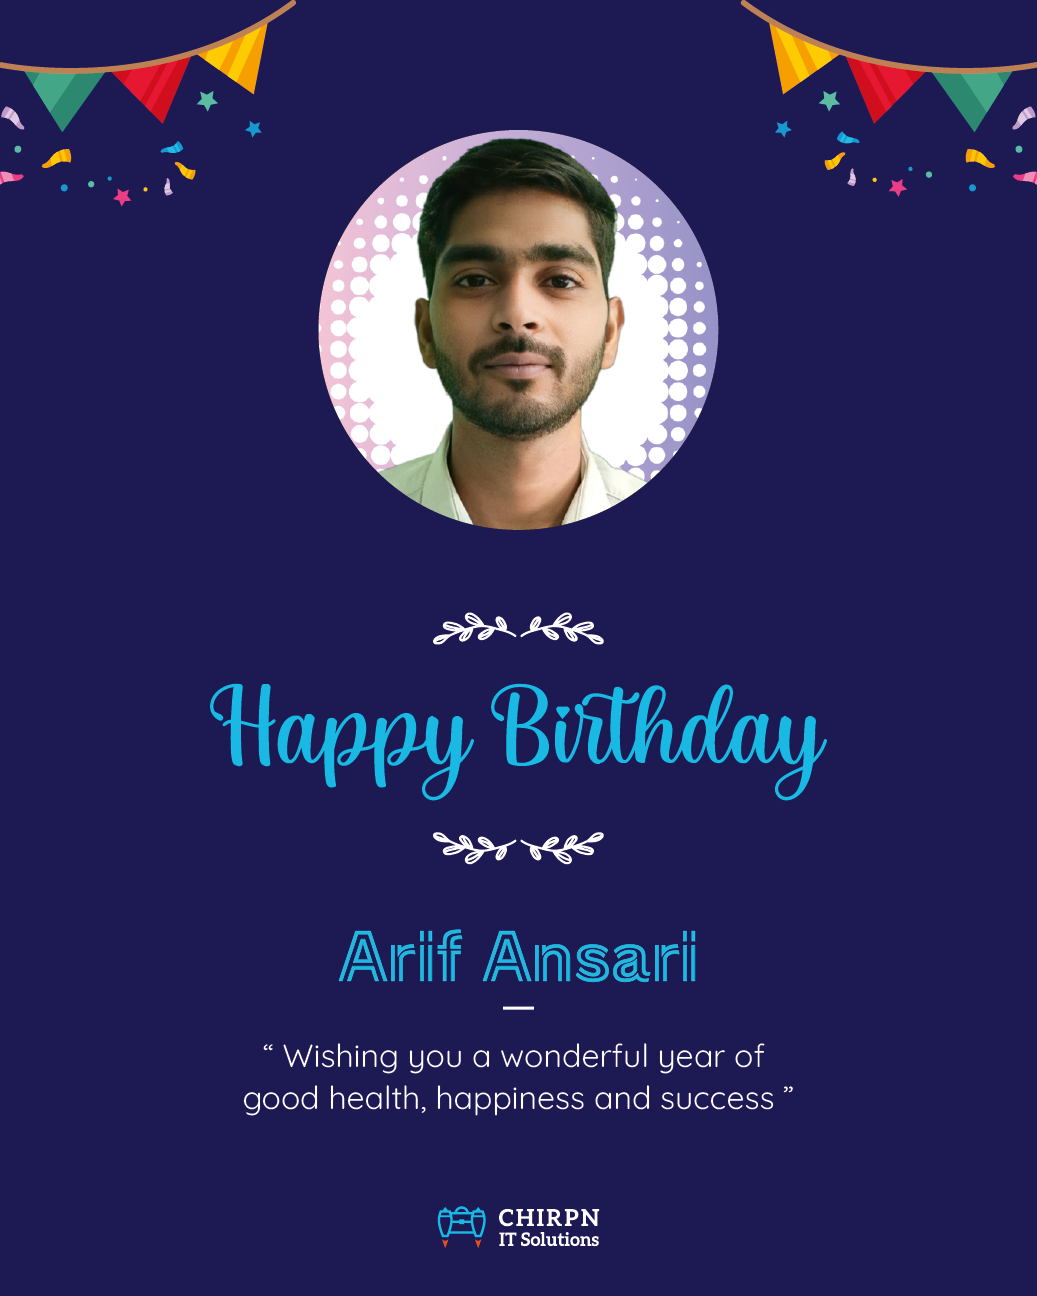 Happy Birthday
Arif Ansari
“ Wishing you a wonderful year of
good health, happiness and success ”
CHIRPN
IT Solutions